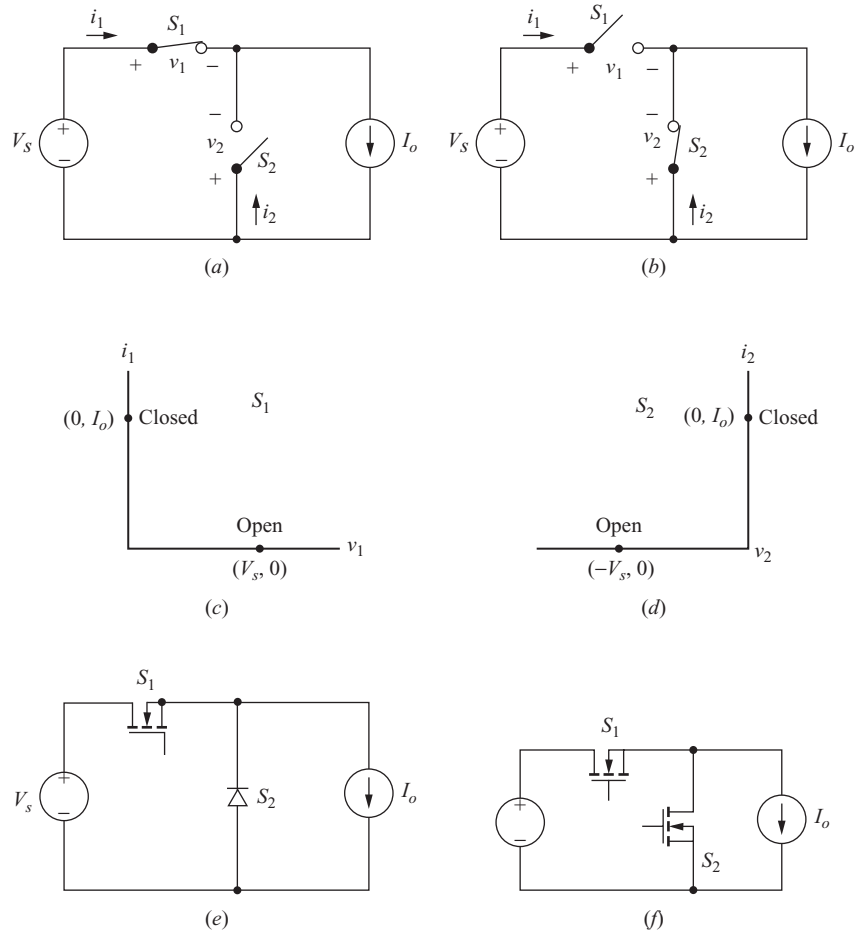 i1 S1
+ v1 −
Vs + − − v2 + S2 i2 Io
(a)
i1 S1
+ v1 −
Vs + − − v2 + S2 i2 Io
(b)
i1
S1
(0, Io) Closed
Open
v1
(Vs, 0)
(c)
i2
S2
(0, Io) Closed
Open
v2
(−Vs, 0)
(d)
S1
Vs + − S2 Io
(e)
S1
+ − S2 Io
(f)